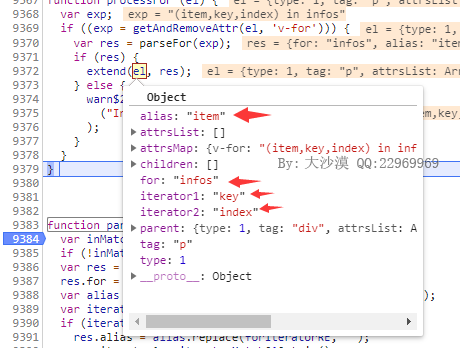 9367 function processFor (el) { el = {type: 1, tag: "p", attrsList
9368 var exp; exp = "(item,key,index) in infos"
9369 if ((exp = getAndRemoveAttr(el, 'v-for'))) { el = {type: 1,
9370 var res = parseFor(exp); res = {for: "infos", alias: "item"
9371 if (res) {
9372 extend(el, res); el = {type: 1, tag: "p", attrsList: Arr
9373 } else {
9374 warn$2
9375 ("In
9376 );
9377 }
9378 }
9379 }
9380
9381
9382
9383 function par
9384 var inMatc
9385 if (!inMat
9386 var res =
9387 res.for =
9388 var alias );
9389 var iterat
9390 if (iterat
9391 res.alias = alias.replace(forIteratorRE,
Object
alias: "item"
attrsList: []
attrsMap: {v-for: "(item,key,index) in inf
children: []
By: 大沙漠 QQ:22969969
for: "infos"
iterator1: "key"
iterator2: "index"
parent: {type: 1, tag: "div", attrsList: A
tag: "p"
type: 1
__proto__: Object